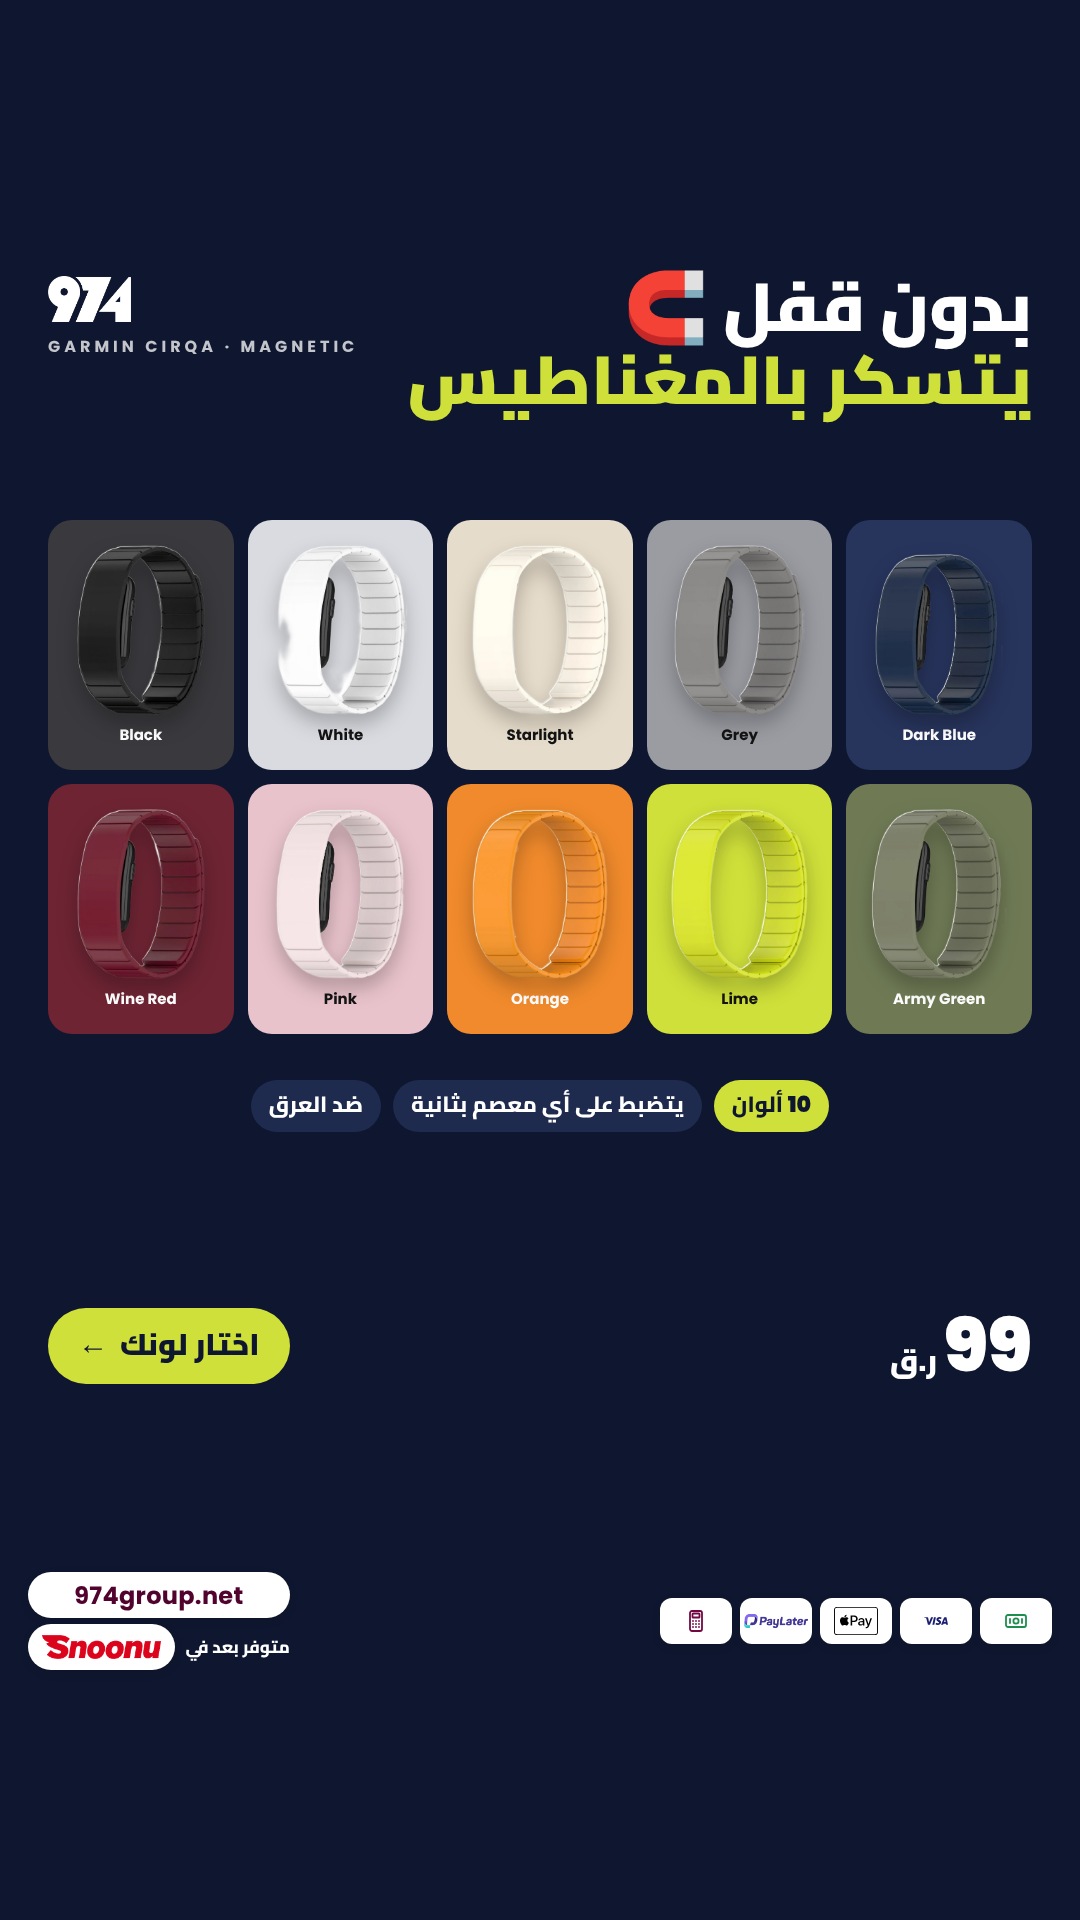 974
GARMIN CIRQA · MAGNETIC
بدون قفل
يتسكر بالمغناطيس
Black
White
Starlight
Grey
Dark Blue
Wine Red
Pink
Orange
Lime
Army Green
10 ألوان
يتضبط على أي معصم بثانية
ضد العرق
99 ر.ق
اختار لونك ←
974group.net
متوفر بعد في Snoonu
PayLater
Pay
VISA